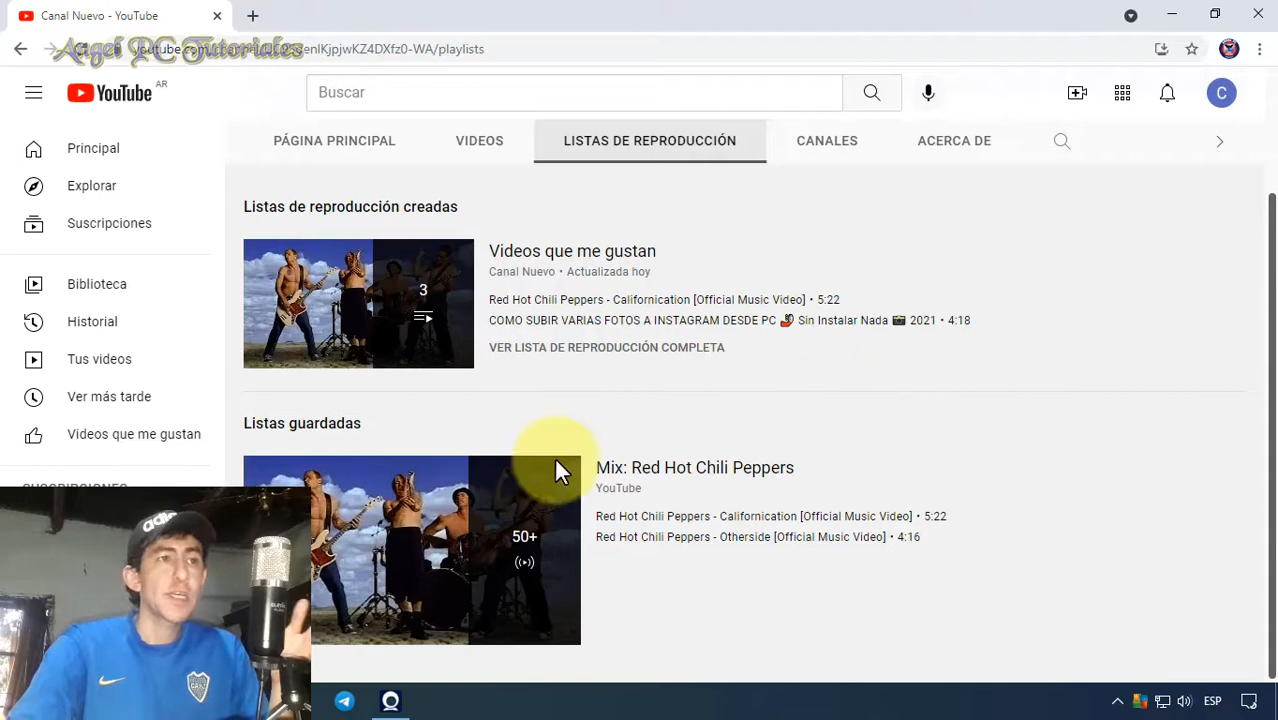 Canal Nuevo - YouTube
youtube.com/channel/
KjpjwKZ4DXfz0-WA/playlists
Angel PC Tutoriales
YouTube AR
Buscar
C
PÁGINA PRINCIPAL
VIDEOS
LISTAS DE REPRODUCCIÓN
CANALES
ACERCA DE
Principal
Explorar
Suscripciones
Biblioteca
Historial
Tus videos
Ver más tarde
Videos que me gustan
Listas de reproducción creadas
3
Videos que me gustan
Canal Nuevo • Actualizada hoy
Red Hot Chili Peppers - Californication [Official Music Video] • 5:22
COMO SUBIR VARIAS FOTOS A INSTAGRAM DESDE PC 🤳 Sin Instalar Nada 📸 2021 • 4:18
VER LISTA DE REPRODUCCIÓN COMPLETA
Listas guardadas
50+
Mix: Red Hot Chili Peppers
YouTube
Red Hot Chili Peppers - Californication [Official Music Video] • 5:22
Red Hot Chili Peppers - Otherside [Official Music Video] • 4:16
adidas
ESP